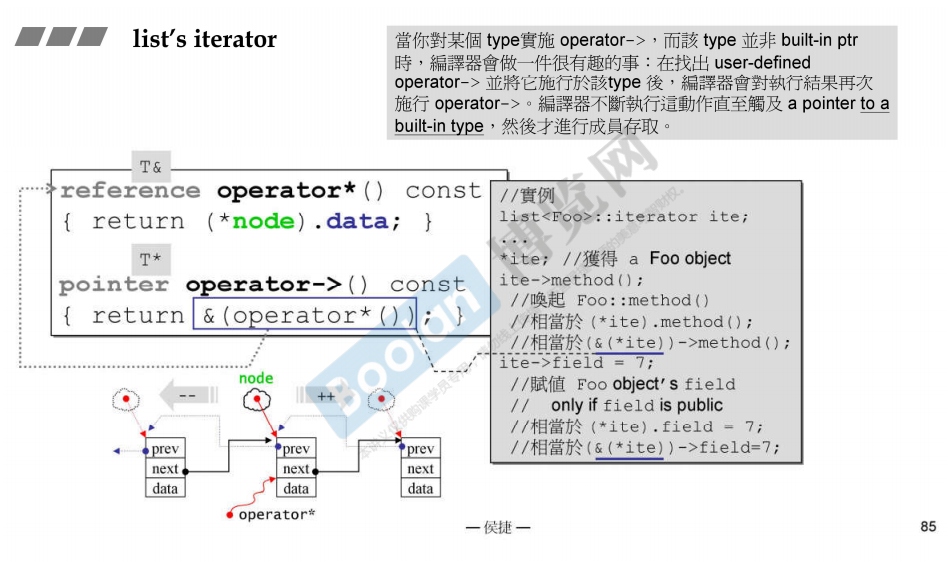 list's iterator
當你對某個 type實施 operator->，而該 type 並非 built-in ptr
時，編譯器會做一件很有趣的事：在找出 user-defined
operator-> 並將它施行於該type 後，編譯器會對執行結果再次
施行 operator->。編譯器不斷執行這動作直至觸及 a pointer to a
built-in type，然後才進行成員存取。
T&
reference operator*() const
{ return (*node).data; }
T*
pointer operator->() const
{ return &(operator*()); }
//實例
list<Foo>::iterator ite;
...
*ite; //獲得 a Foo object
ite->method();
//喚起 Foo::method()
//相當於 (*ite).method();
//相當於(&(*ite))->method();
ite->field = 7;
//賦值 Foo object's field
// only if field is public
//相當於 (*ite).field = 7;
//相當於(&(*ite))->field=7;
node
-- ++
prev prev prev
next next next
data data data
operator*
Boolan 博览网
— 侯捷 —
85